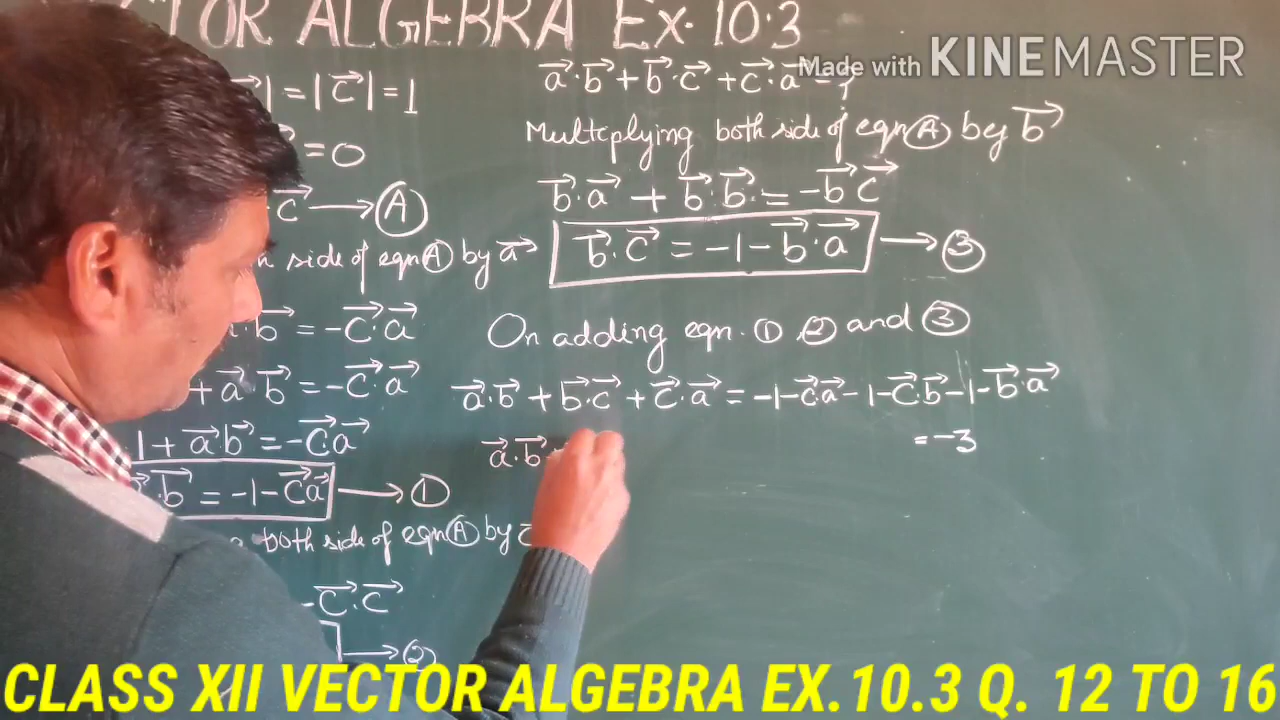 TOR ALGEBRA EX. 10.3
Made with KINEMASTER
| = |c⃗| = 1
= 0
c⃗ → Ⓐ
side of eqn Ⓐ by a⃗
b⃗ = -c⃗·a⃗
+ a⃗·b⃗ = -c⃗·a⃗
1 + a⃗·b⃗ = -c⃗·a⃗
b⃗ = -1-c⃗·a⃗ → ①
both side of eqn Ⓐ by
-c⃗·c⃗
→ ②
a⃗·b⃗ + b⃗·c⃗ + c⃗·a⃗ = ?
Multiplying both side of eqn Ⓐ by b⃗
b⃗·a⃗ + b⃗·b⃗ = -b⃗·c⃗
b⃗·c⃗ = -1-b⃗·a⃗ → ③
On adding eqn. ① ② and ③
a⃗·b⃗ + b⃗·c⃗ + c⃗·a⃗ = -1-c⃗·a⃗ -1-c⃗·b⃗ -1-b⃗·a⃗
= -3
a⃗·b⃗ +
CLASS XII VECTOR ALGEBRA EX.10.3 Q. 12 TO 16